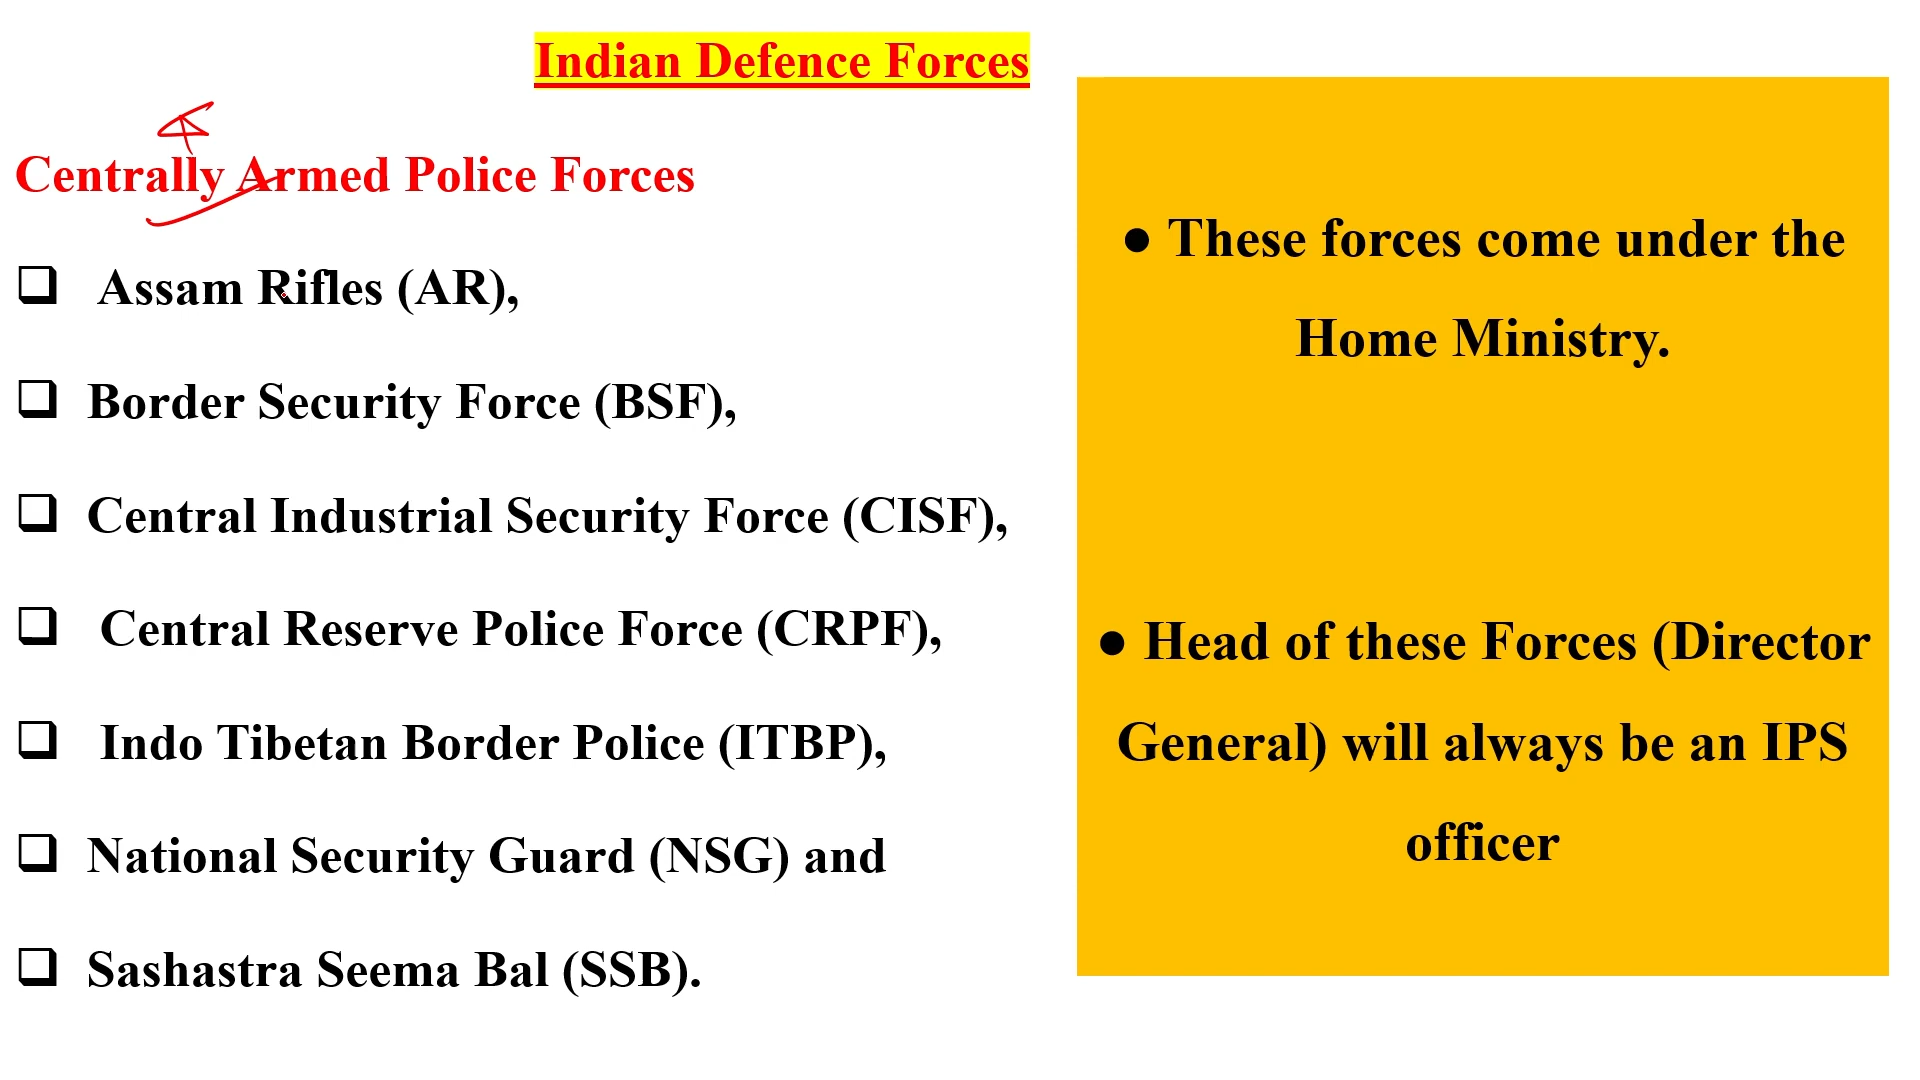 Indian Defence Forces
Centrally Armed Police Forces
❑ Assam Rifles (AR),
❑ Border Security Force (BSF),
❑ Central Industrial Security Force (CISF),
❑ Central Reserve Police Force (CRPF),
❑ Indo Tibetan Border Police (ITBP),
❑ National Security Guard (NSG) and
❑ Sashastra Seema Bal (SSB).
● These forces come under the
Home Ministry.
● Head of these Forces (Director
General) will always be an IPS
officer